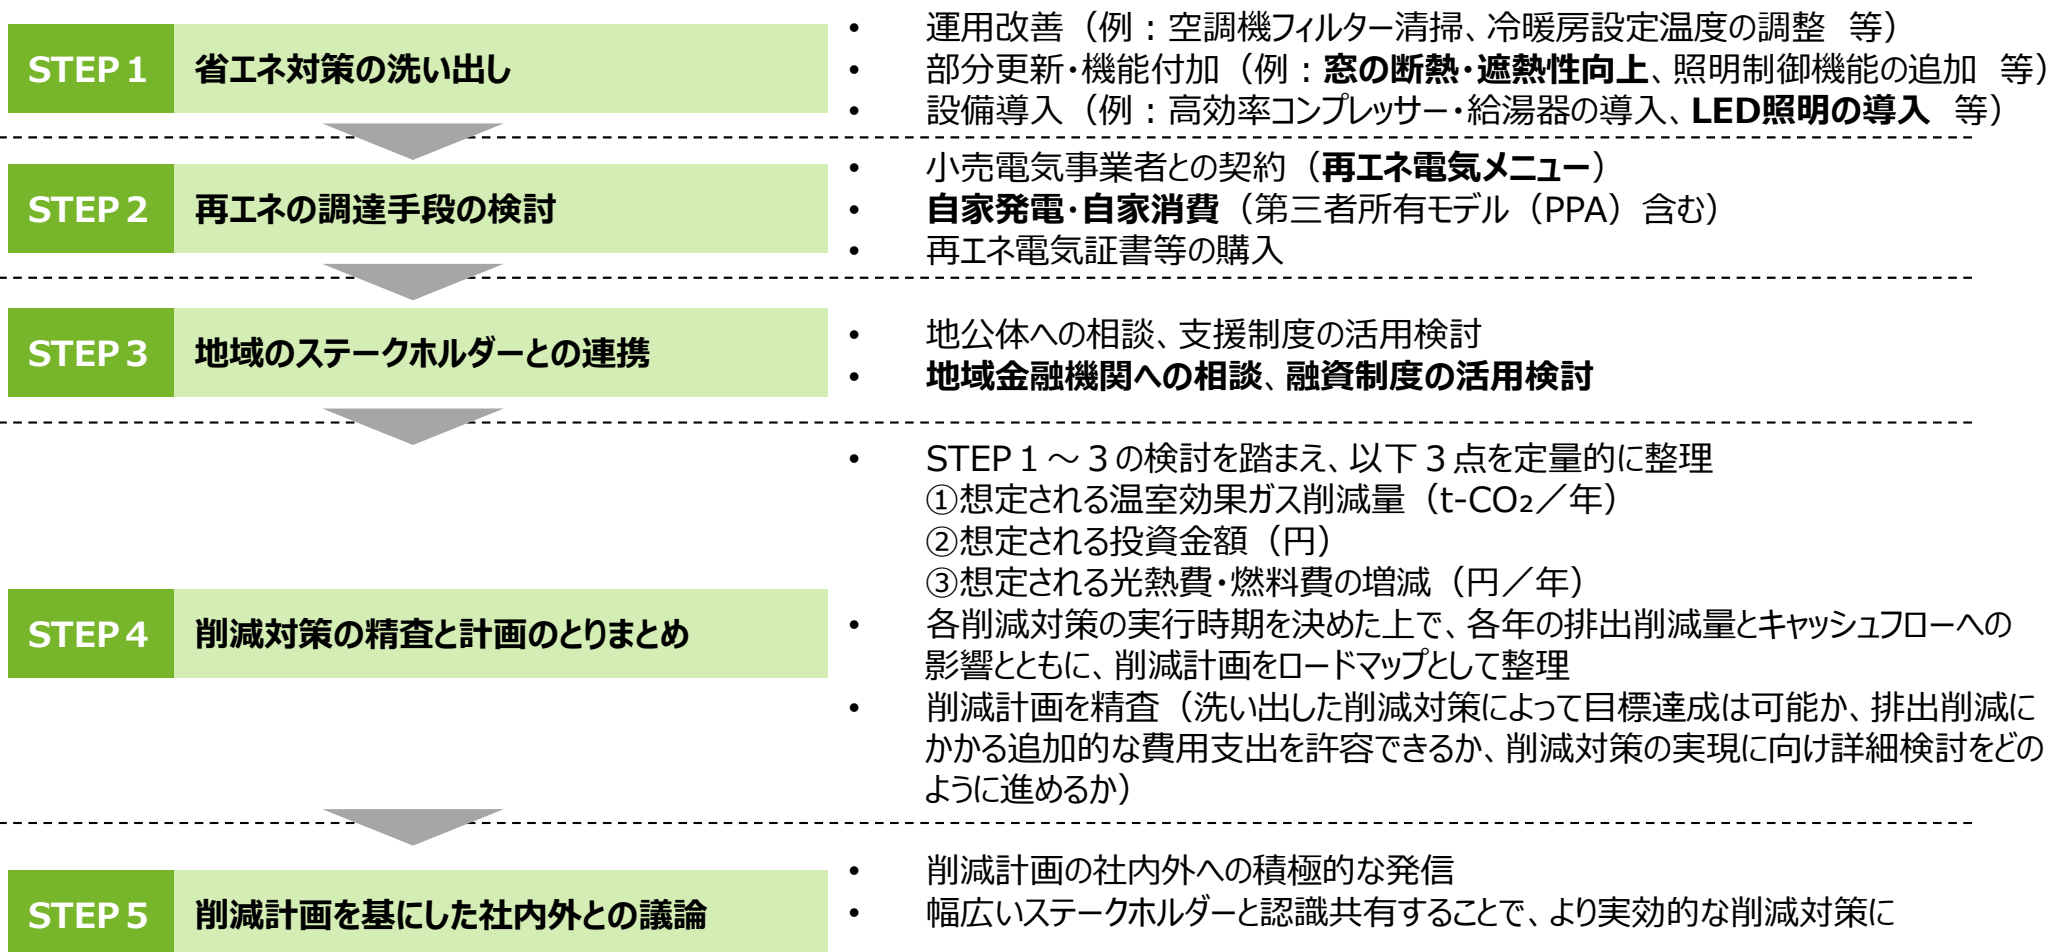 STEP１ 省エネ対策の洗い出し
• 運用改善（例：空調機フィルター清掃、冷暖房設定温度の調整　等）
• 部分更新・機能付加（例：窓の断熱・遮熱性向上、照明制御機能の追加　等）
• 設備導入（例：高効率コンプレッサー・給湯器の導入、LED照明の導入　等）
STEP２ 再エネの調達手段の検討
• 小売電気事業者との契約（再エネ電気メニュー）
• 自家発電・自家消費（第三者所有モデル（PPA）含む）
• 再エネ電気証書等の購入
STEP３ 地域のステークホルダーとの連携
• 地公体への相談、支援制度の活用検討
• 地域金融機関への相談、融資制度の活用検討
STEP４ 削減対策の精査と計画のとりまとめ
• STEP１～３の検討を踏まえ、以下３点を定量的に整理
①想定される温室効果ガス削減量（t-CO₂／年）
②想定される投資金額（円）
③想定される光熱費・燃料費の増減（円／年）
• 各削減対策の実行時期を決めた上で、各年の排出削減量とキャッシュフローへの
影響とともに、削減計画をロードマップとして整理
• 削減計画を精査（洗い出した削減対策によって目標達成は可能か、排出削減に
かかる追加的な費用支出を許容できるか、削減対策の実現に向け詳細検討をどの
ように進めるか）
STEP５ 削減計画を基にした社内外との議論
• 削減計画の社内外への積極的な発信
• 幅広いステークホルダーと認識共有することで、より実効的な削減対策に